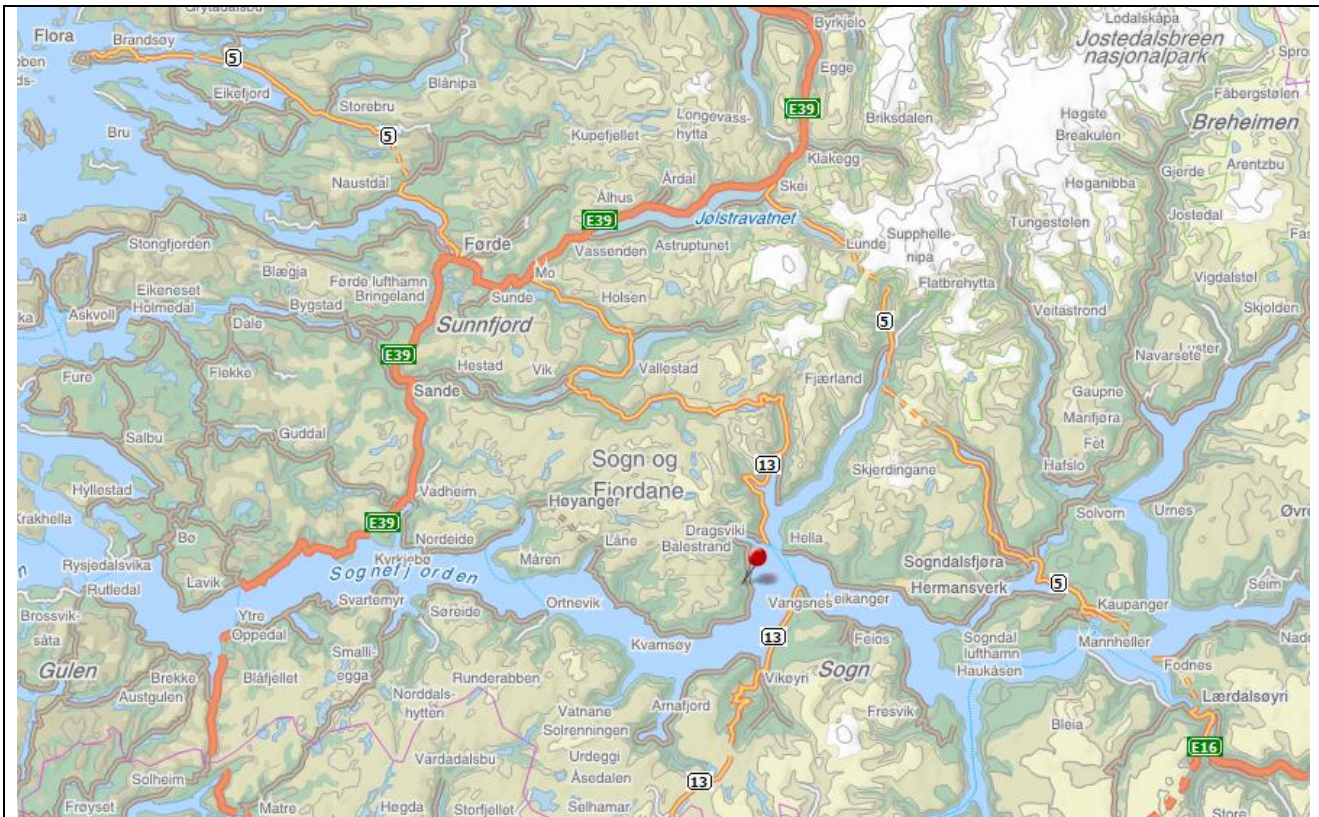 Flora
Brandsøy
5
Grytadalsbu
Byrkjelo
Lodalskåpa
Jostedalsbreen
nasjonalpark
Egge
Blånipa
Eikefjord
Storebru
Fåbergstølen
Bru
5
Kupefjellet
Longevass-
hytta
E39
Briksdalen
Høgste
Breakulen
Breheimen
Klakegg
Arentzbu
Naustdal
Ålhus
Årdal
Skei
Høganibba
Gjerde
E39
Jølstravatnet
Tungestølen
Jostedal
Stongfjorden
Førde
Vassenden
Astruptunet
Lunde
Supphelle-
nipa
Blægja
Førde lufthamn
Bringeland
Mo
Flatbrehytta
Vigdalstøl
Eikeneset
Holmedal
Bygstad
Sunde
Holsen
Veitastrond
Skjolden
Askvoll
Dale
Sunnfjord
5
E39
Luster
Navarsete
Fure
Flekke
Hestad
Vik
Vallestad
Fjærland
Sande
Gaupne
Marifjøra
Salbu
Guddal
Fet
Sogn og
Fjordane
13
Skjerdingane
Hafslo
Hyllestad
Vadheim
Høyanger
Solvorn
Urnes
Krakhella
E39
Nordeide
Dragsviki
Hella
Bø
Låne
Balestrand
Rysjedalsvika
Kyrkjebø
Måren
Sogndalsfjøra
Rutledal
Lavik
Sognefjorden
Hermansverk
5
Seim
Brossvik-
såta
Ytre
Oppedal
Svartemyr
Søreide
Ortnevik
Vangsnes
Leikanger
Kaupanger
Kvamsøy
13
Feios
Sogndal
lufthamn
Mannheller
Gulen
Smalli-
egga
Haukåsen
Fodnes
Brekke
Blåfjellet
Runderabben
Vikøyri
Sogn
Austgulen
Norddals-
hytten
Arnafjord
Lærdalsøyri
Vatnane
Solrenningen
Fresvik
Bleia
E16
Solheim
Vardadalsbu
Urdeggi
Åsedalen
13
Frøyset
Matre
Høgda
Storfjellet
Selhamar
Store